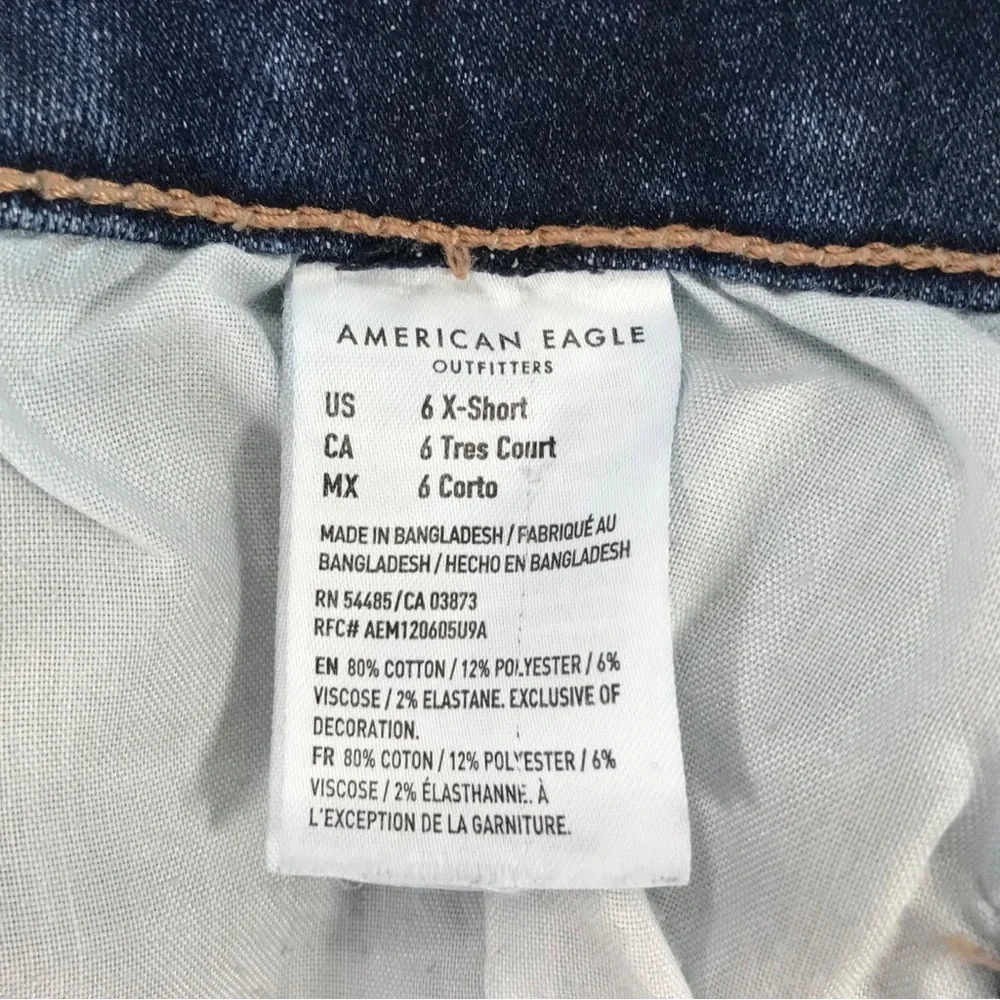 AMERICAN EAGLE
OUTFITTERS
US 6 X-Short
CA 6 Tres Court
MX 6 Corto
MADE IN BANGLADESH / FABRIQUÉ AU
BANGLADESH / HECHO EN BANGLADESH
RN 54485/CA 03873
RFC# AEM120605U9A
EN 80% COTTON / 12% POLYESTER / 6%
VISCOSE / 2% ELASTANE. EXCLUSIVE OF
DECORATION.
FR 80% COTON / 12% POLYESTER / 6%
VISCOSE / 2% ÉLASTHANNE. À
L'EXCEPTION DE LA GARNITURE.